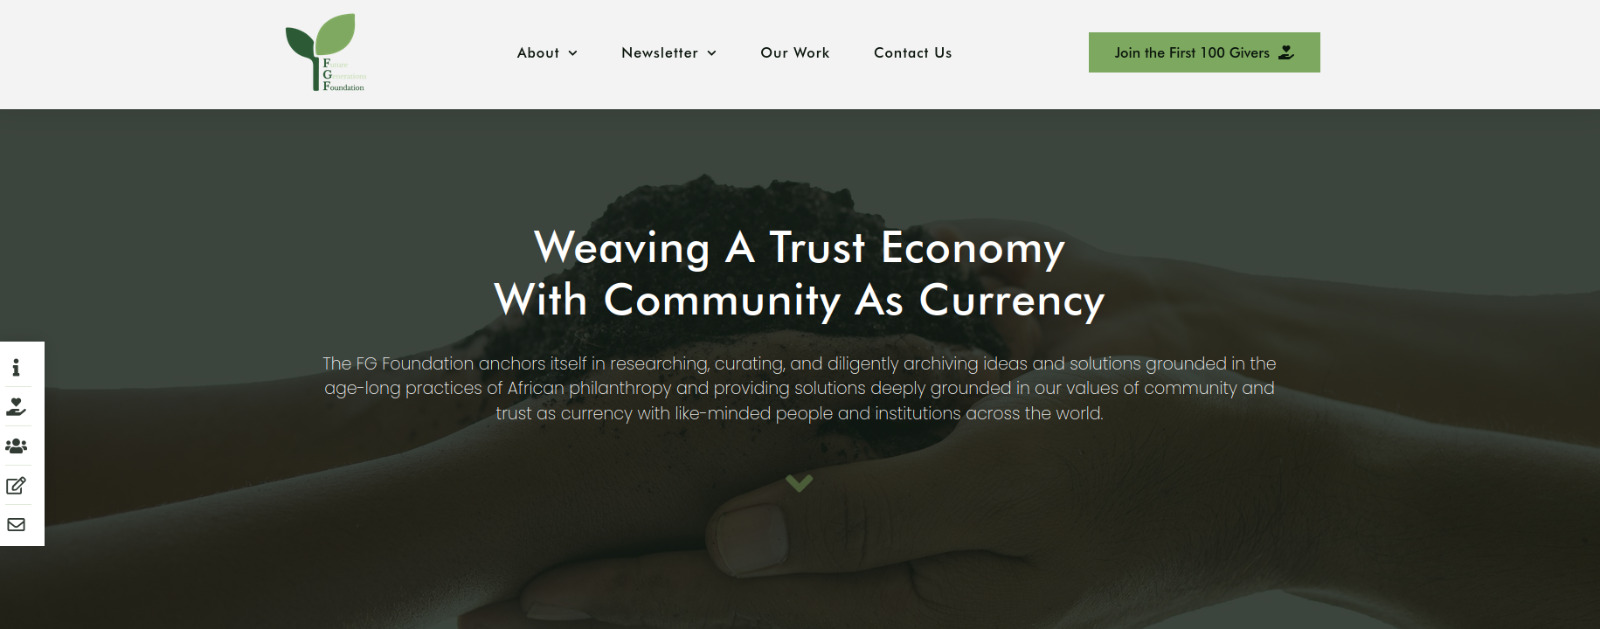 Future
Generations
Foundation
About
Newsletter
Our Work
Contact Us
Join the First 100 Givers
Weaving A Trust Economy
With Community As Currency
The FG Foundation anchors itself in researching, curating, and diligently archiving ideas and solutions grounded in the
age-long practices of African philanthropy and providing solutions deeply grounded in our values of community and
trust as currency with like-minded people and institutions across the world.